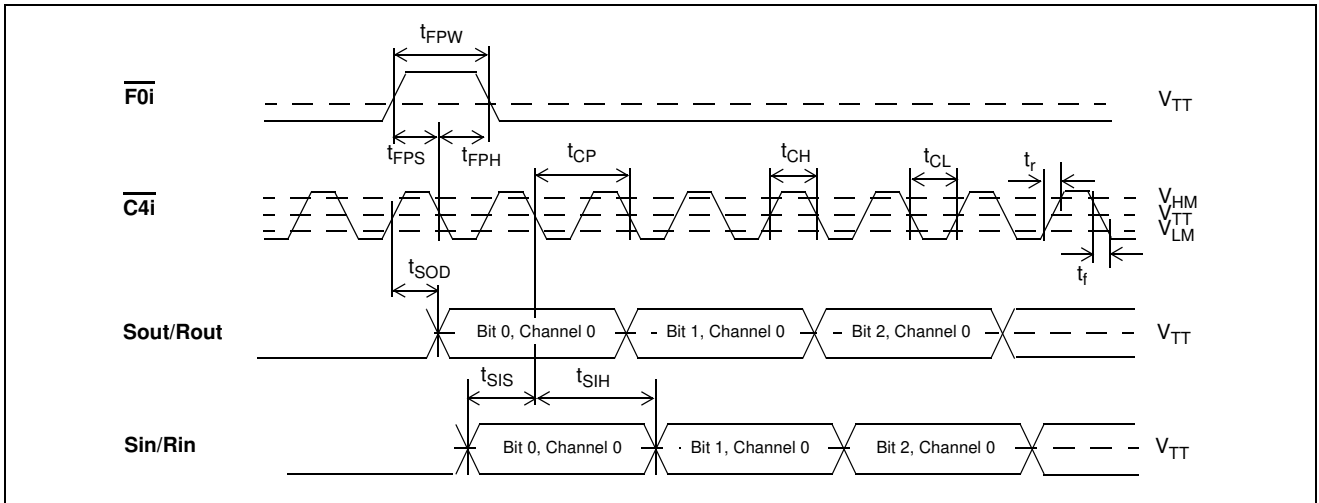 tFPW
F0i
VTT
tFPS
tFPH
tCP
tCH
tCL
tr
C4i
VHM
VTT
VLM
tSOD
tf
Sout/Rout
Bit 0, Channel 0
Bit 1, Channel 0
Bit 2, Channel 0
VTT
tSIS
tSIH
Sin/Rin
Bit 0, Channel 0
Bit 1, Channel 0
Bit 2, Channel 0
VTT